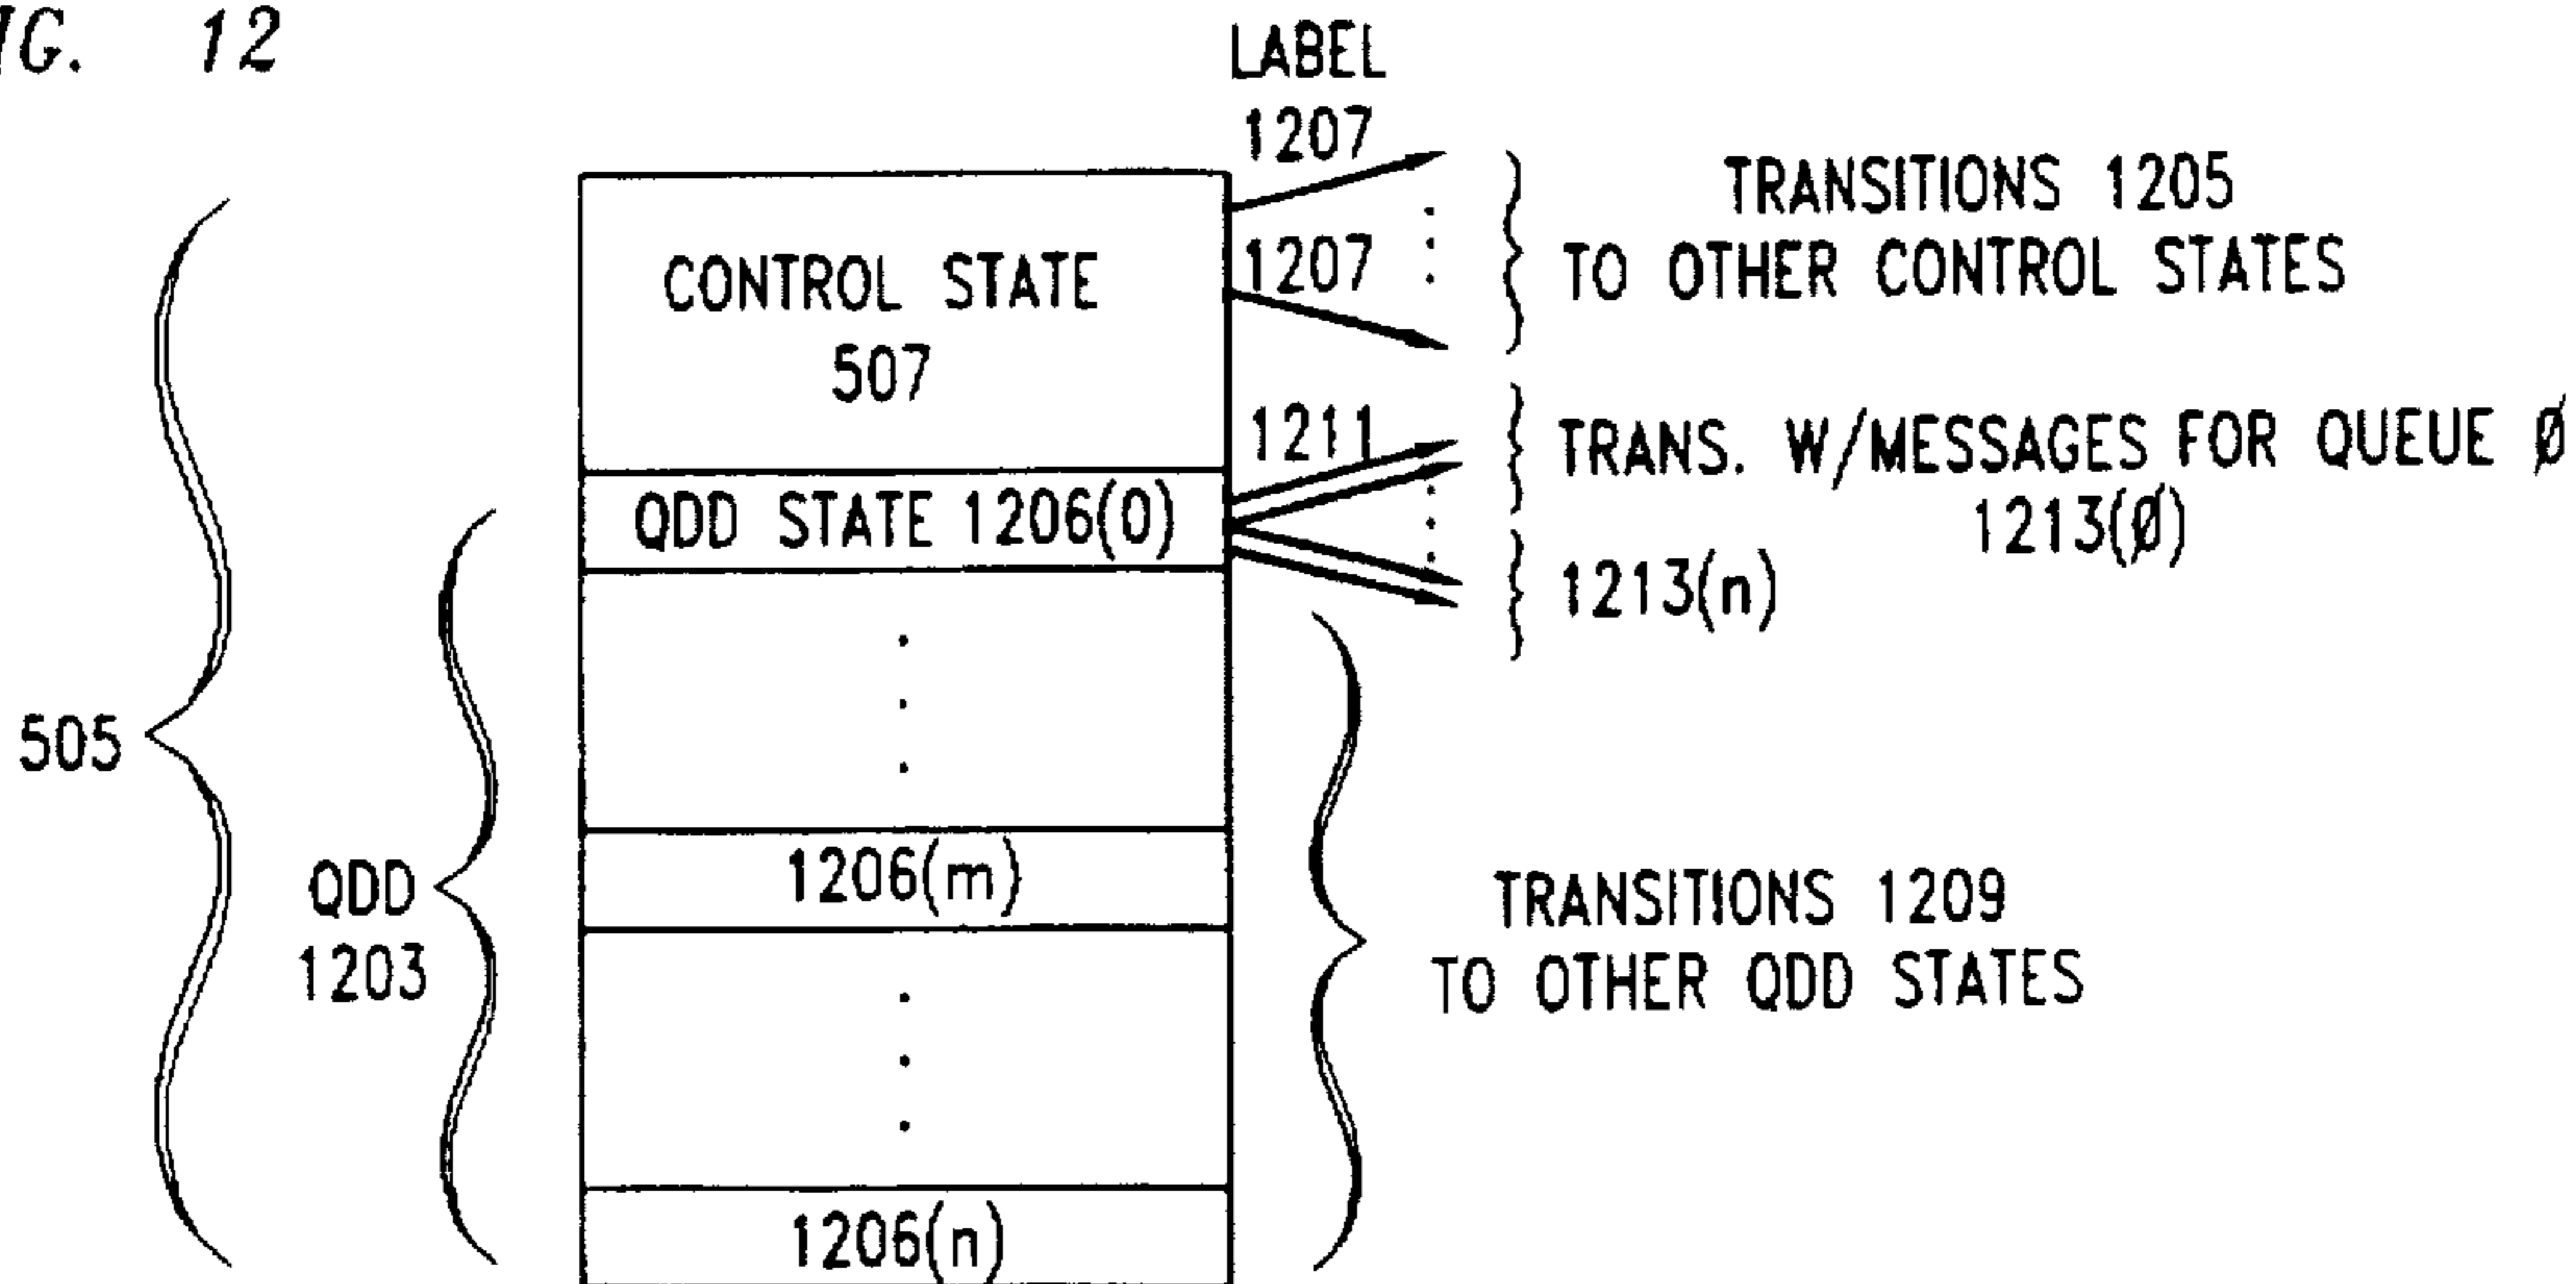 IG. 12
LABEL
1207
1207
TRANSITIONS 1205
TO OTHER CONTROL STATES
CONTROL STATE
507
1211
TRANS. W/MESSAGES FOR QUEUE Ø
1213(Ø)
QDD STATE 1206(0)
1213(n)
505
QDD
1203
1206(m)
TRANSITIONS 1209
TO OTHER QDD STATES
1206(n)